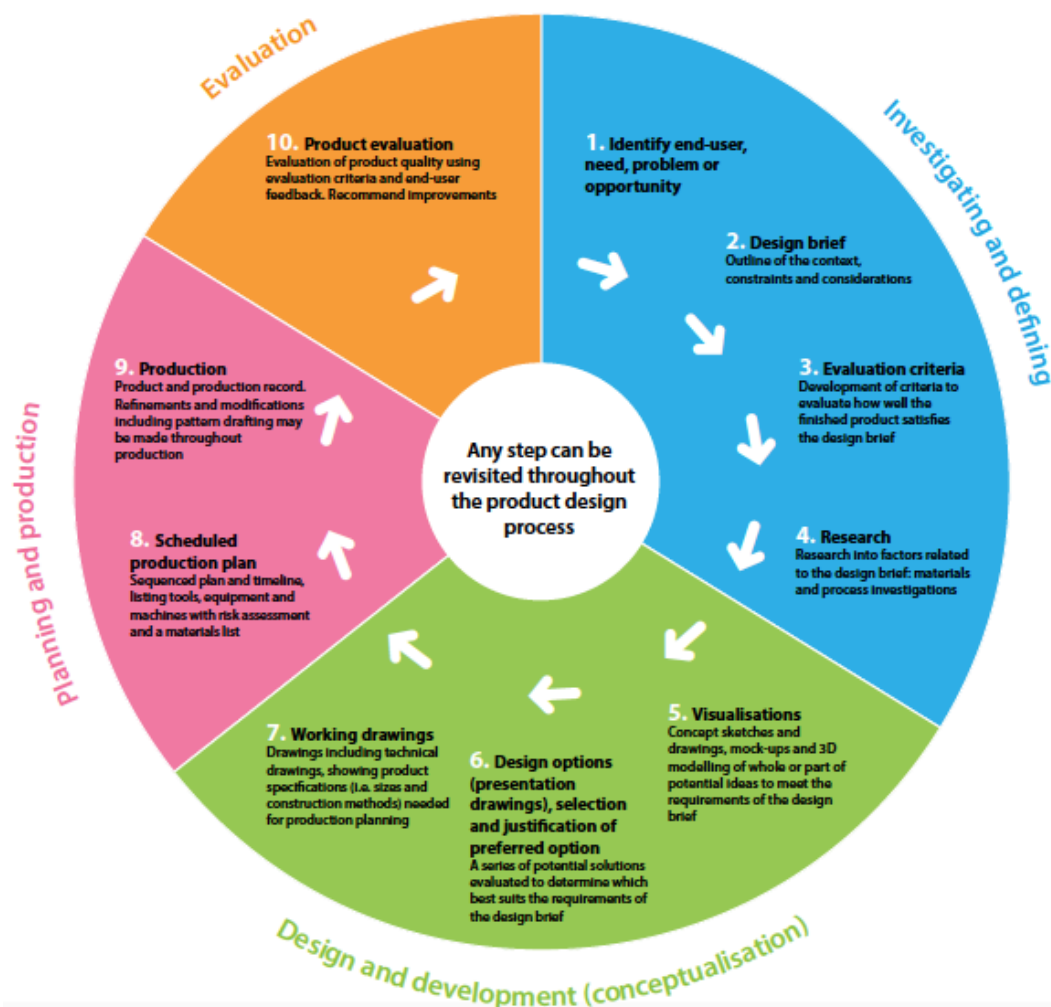 Evaluation
Investigating and defining
10. Product evaluation
Evaluation of product quality using
evaluation criteria and end-user
feedback. Recommend improvements
1. Identify end-user,
need, problem or
opportunity
2. Design brief
Outline of the context,
constraints and considerations
3. Evaluation criteria
Development of criteria to
evaluate how well the
finished product satisfies
the design brief
4. Research
Research into factors related
to the design brief: materials
and process investigations
5. Visualisations
Concept sketches and
drawings, mock-ups and 3D
modelling of whole or part of
potential ideas to meet the
requirements of the design
brief
6. Design options
(presentation
drawings), selection
and justification of
preferred option
A series of potential solutions
evaluated to determine which
best suits the requirements of
the design brief
7. Working drawings
Drawings including technical
drawings, showing product
specifications (i.e. sizes and
construction methods) needed
for production planning
8. Scheduled
production plan
Sequenced plan and timeline,
listing tools, equipment and
machines with risk assessment
and a materials list
9. Production
Product and production record.
Refinements and modifications
including pattern drafting may
be made throughout
production
Any step can be
revisited throughout
the product design
process
Planning and production
Design and development (conceptualisation)